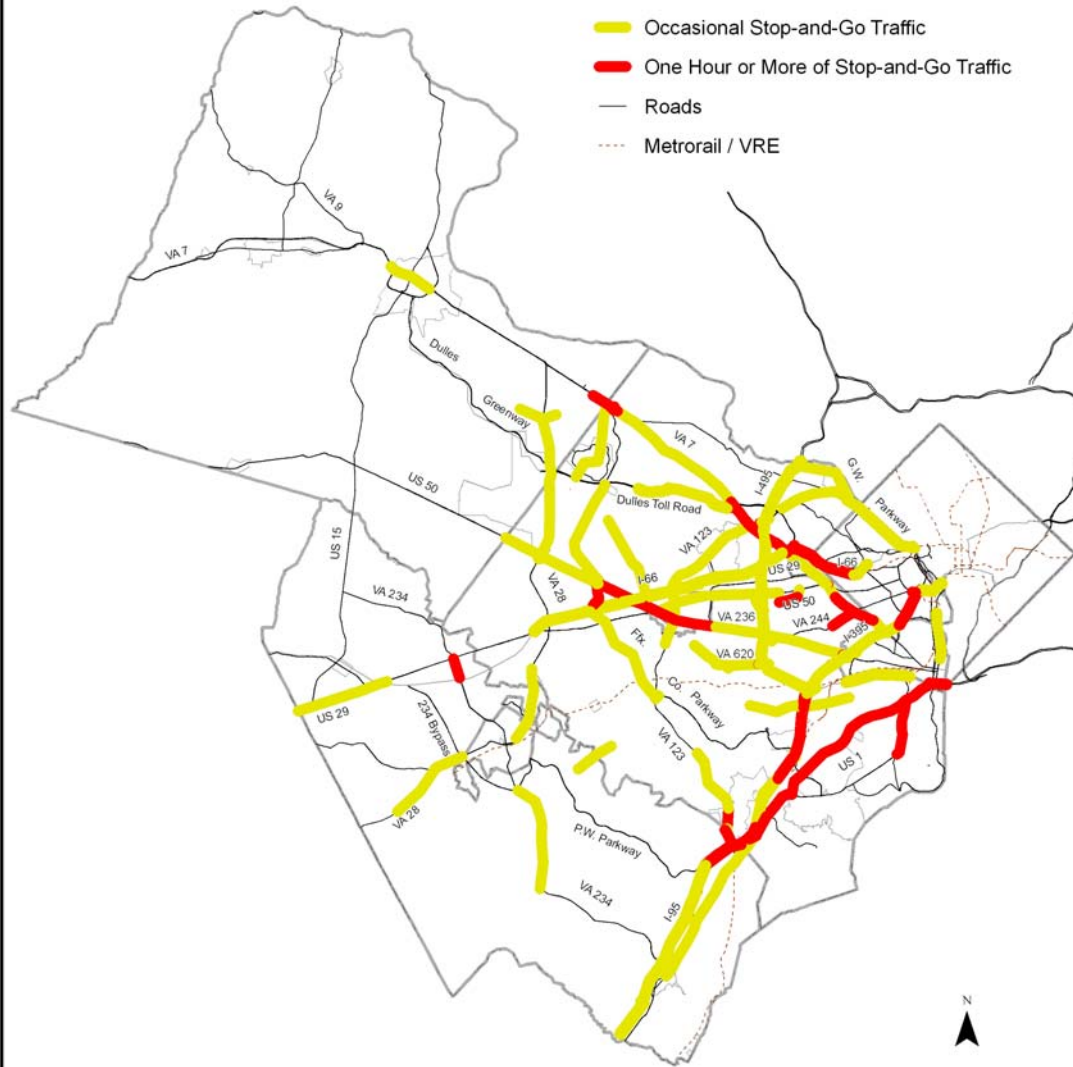 Occasional Stop-and-Go Traffic
One Hour or More of Stop-and-Go Traffic
Roads
Metrorail / VRE
VA 9
VA 7
Dulles
Greenway
VA 7
I-495
G.W.
Parkway
US 50
Dulles Toll Road
VA 123
US 15
I-66
US 29
I-66
VA 28
VA 234
US 50
VA 236
VA 244
I-395
Ffx.
VA 620
Co. Parkway
US 29
234 Bypass
VA 123
US 1
VA 28
P.W. Parkway
VA 234
I-95
N